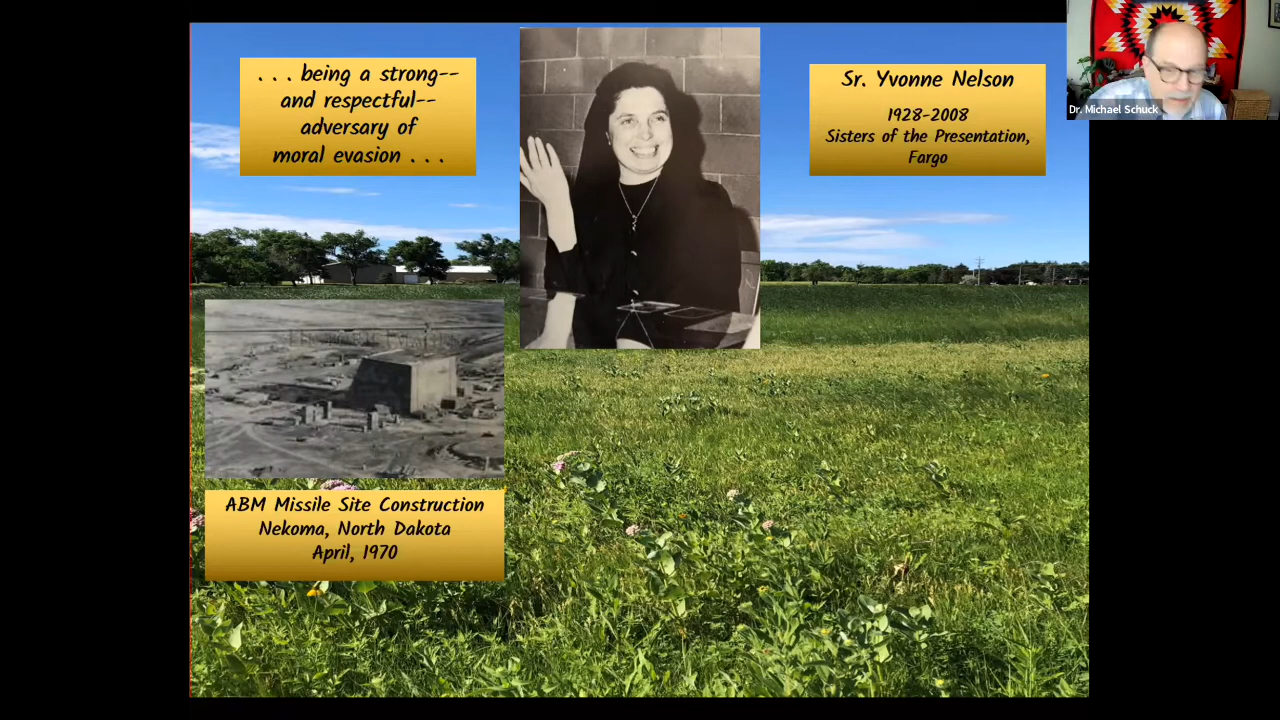 . . . being a strong--
and respectful--
adversary of
moral evasion . . .
Sr. Yvonne Nelson
1928-2008
Sisters of the Presentation,
Fargo
Dr. Michael Schuck
ABM Missile Site Construction
Nekoma, North Dakota
April, 1970